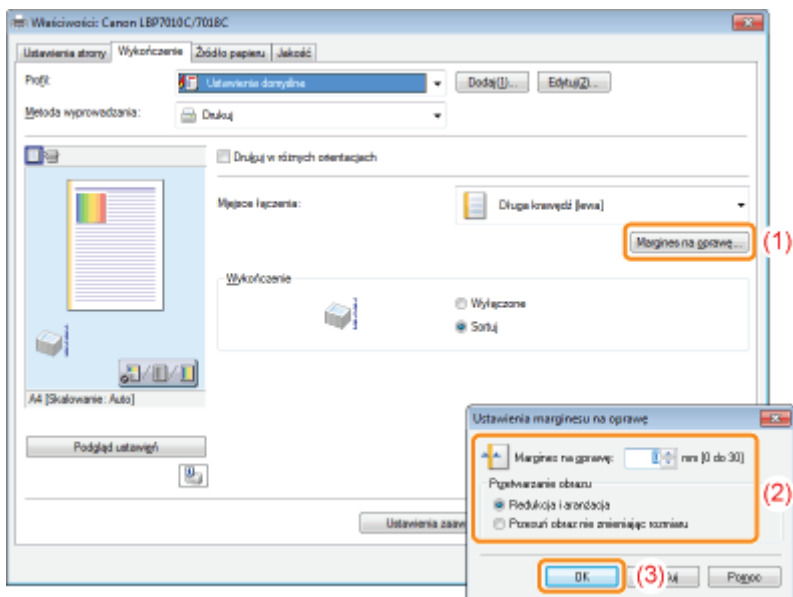 Właściwości: Canon LBP7010C/7018C
Ustawienia strony Wykończenie Źródło papieru Jakość
Profil: Ustawienia domyślne Dodaj(1)... Edytuj(2)...
Metoda wyprowadzania: Drukuj
Drukuj w różnych orientacjach
Miejsce łączenia: Długa krawędź [lewa]
Margines na oprawę... (1)
Wykończenie
Wyłączone
Sortuj
A4 [Skalowanie: Auto]
Podgląd ustawień
Ustawienia zaaw
Ustawienia marginesu na oprawę
Margines na oprawę: mm [0 do 30]
Przetwarzanie obrazu
(2)
Redukcja i aranżacja
Przesuń obraz nie zmieniając rozmiaru
OK (3) uj Pomoc